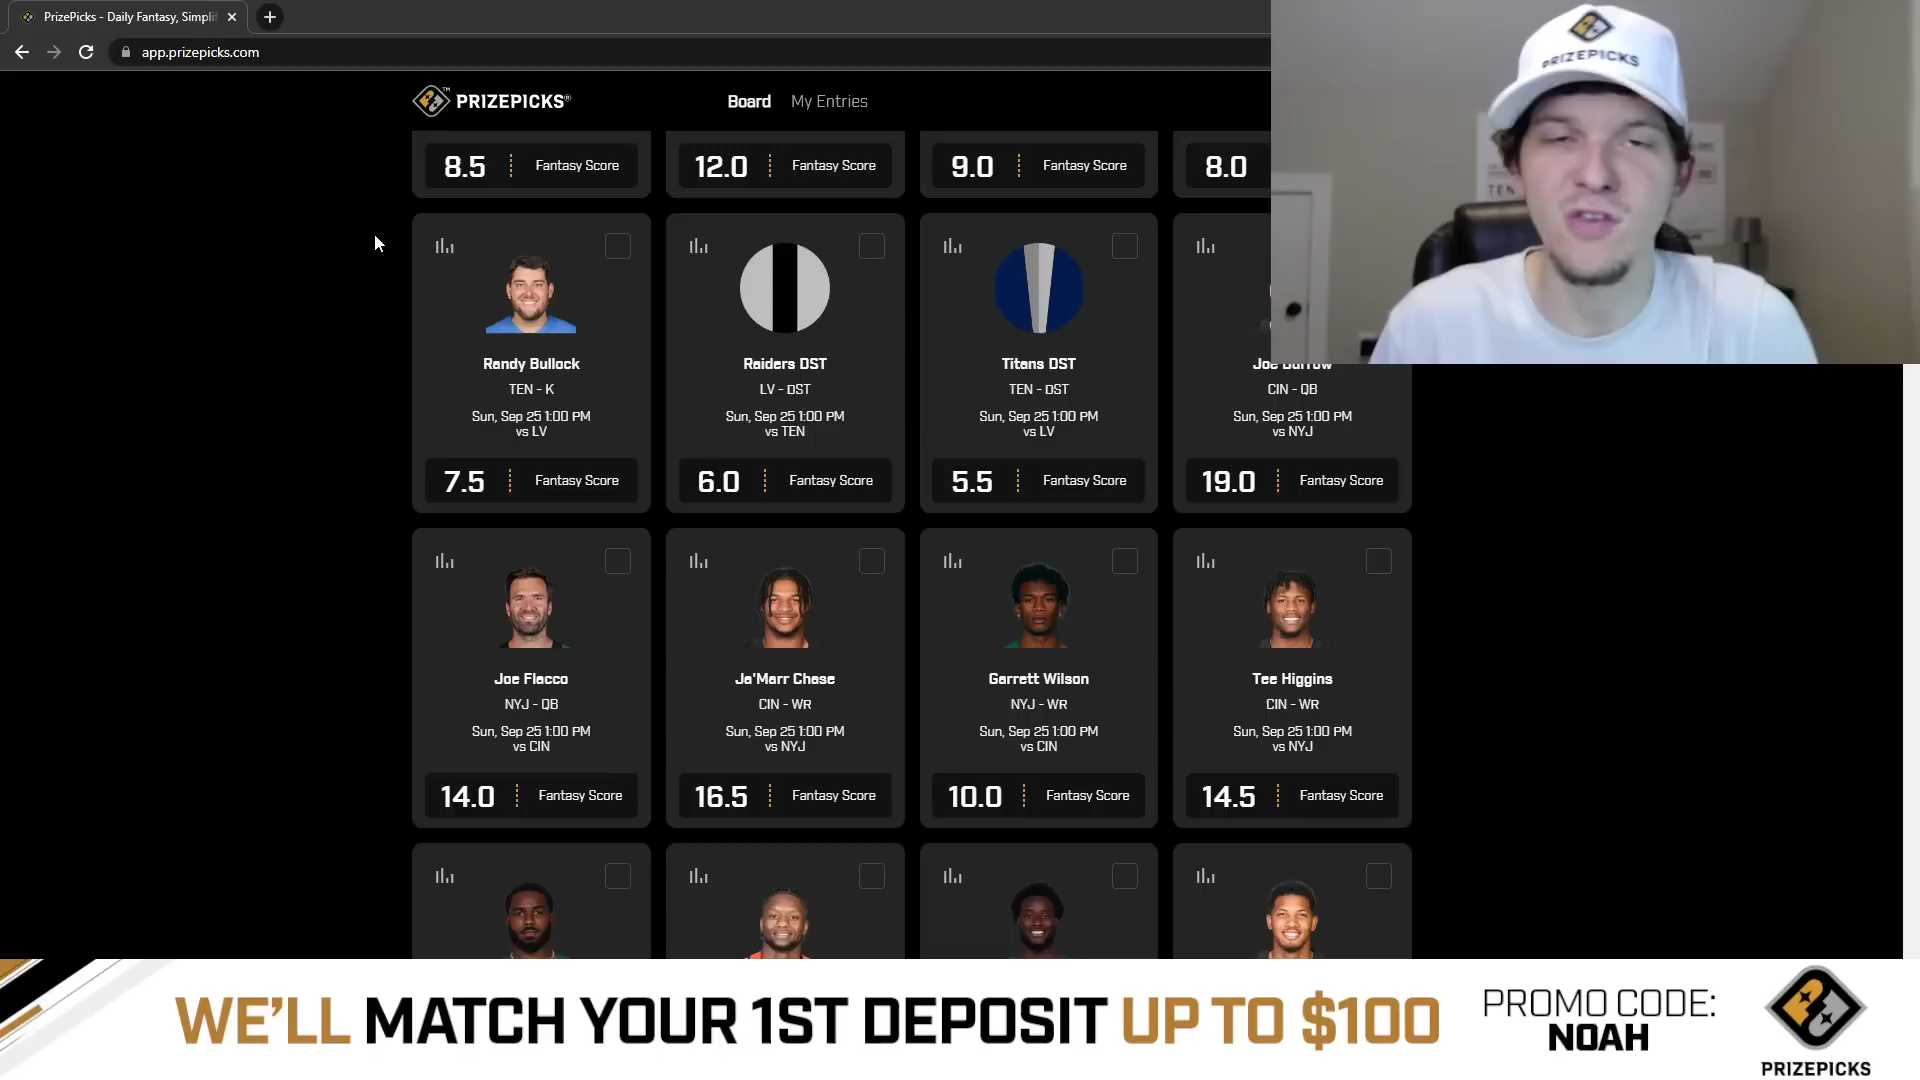 PrizePicks - Daily Fantasy, Simplif
app.prizepicks.com
PRIZEPICKS®
Board
My Entries
PRIZEPICKS
8.5 Fantasy Score
12.0 Fantasy Score
9.0 Fantasy Score
8.0
Randy Bullock
TEN - K
Sun, Sep 25 1:00 PM
vs LV
7.5 Fantasy Score
Raiders DST
LV - DST
Sun, Sep 25 1:00 PM
vs TEN
6.0 Fantasy Score
Titans DST
TEN - DST
Sun, Sep 25 1:00 PM
vs LV
5.5 Fantasy Score
Joe Burrow
CIN - QB
Sun, Sep 25 1:00 PM
vs NYJ
19.0 Fantasy Score
Joe Flacco
NYJ - QB
Sun, Sep 25 1:00 PM
vs CIN
14.0 Fantasy Score
Ja'Marr Chase
CIN - WR
Sun, Sep 25 1:00 PM
vs NYJ
16.5 Fantasy Score
Garrett Wilson
NYJ - WR
Sun, Sep 25 1:00 PM
vs CIN
10.0 Fantasy Score
Tee Higgins
CIN - WR
Sun, Sep 25 1:00 PM
vs NYJ
14.5 Fantasy Score
WE'LL MATCH YOUR 1ST DEPOSIT UP TO $100
PROMO CODE:
NOAH
PRIZEPICKS